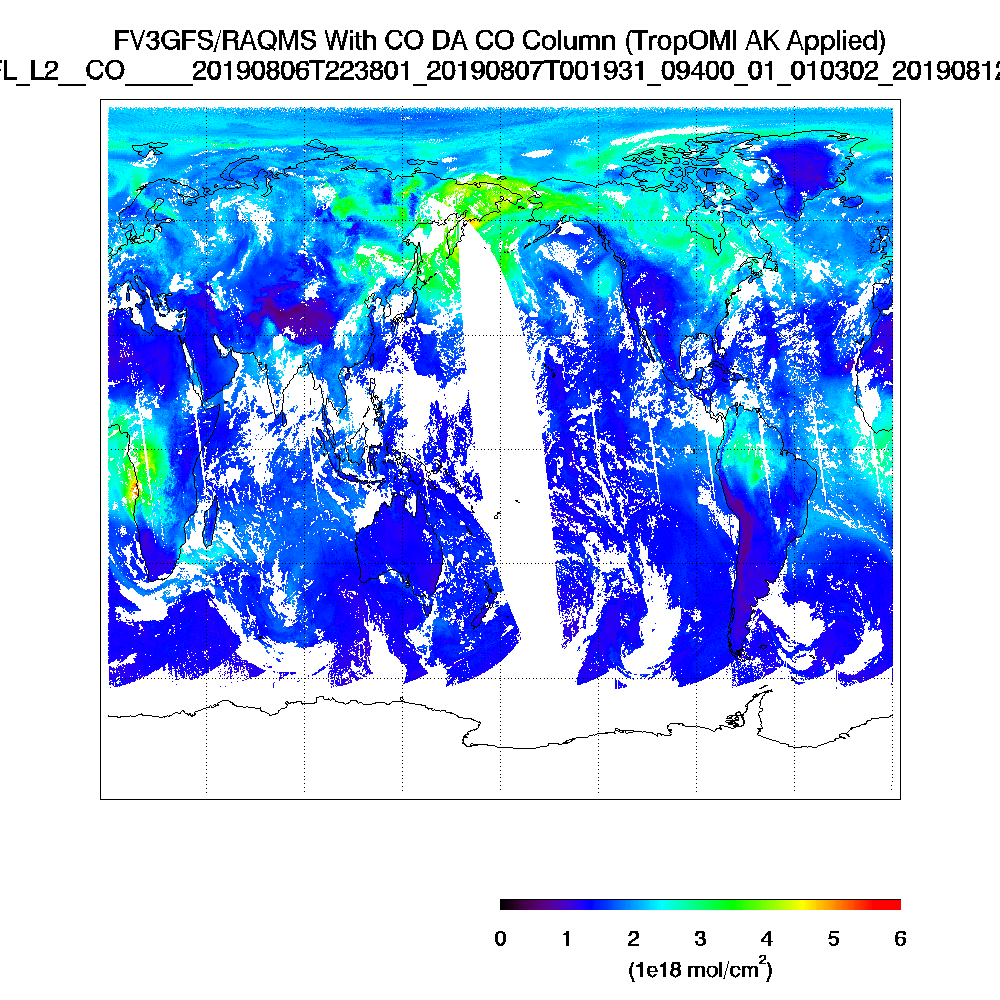 FV3GFS/RAQMS With CO DA CO Column (TropOMI AK Applied)
FL_L2__CO_____20190806T223801_20190807T001931_09400_01_010302_20190812
0 1 2 3 4 5 6
(1e18 mol/cm²)